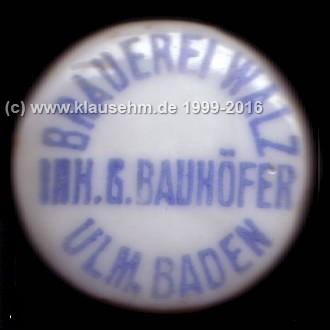 BRAUEREI WALZ
(c) www.klausehm.de 1999-2016
INH. G. BAUHÖFER
ULM. BADEN